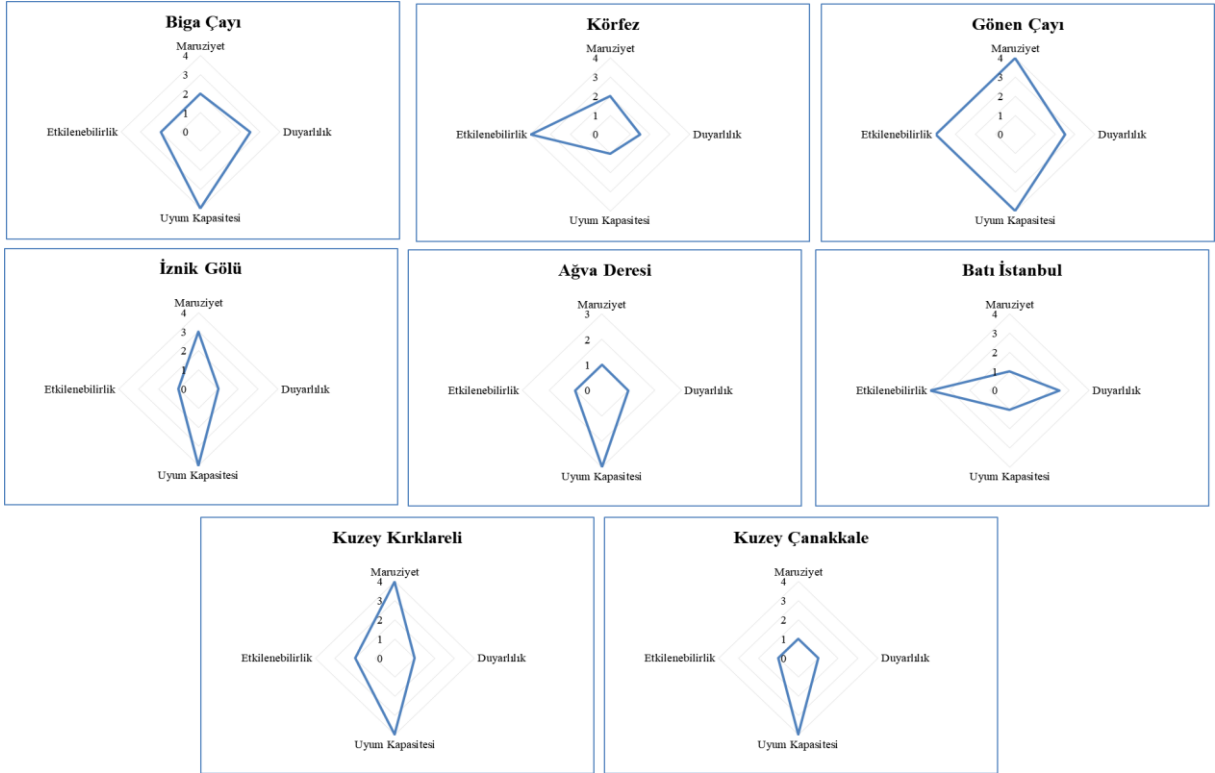 Biga Çayı
Maruziyet
4
3
2
1
0
Etkilenebilirlik
Duyarlılık
Uyum Kapasitesi
Körfez
Maruziyet
4
3
2
1
0
Etkilenebilirlik
Duyarlılık
Uyum Kapasitesi
Gönen Çayı
Maruziyet
4
3
2
1
0
Etkilenebilirlik
Duyarlılık
Uyum Kapasitesi
İznik Gölü
Maruziyet
4
3
2
1
0
Etkilenebilirlik
Duyarlılık
Uyum Kapasitesi
Ağva Deresi
Maruziyet
3
2
1
0
Etkilenebilirlik
Duyarlılık
Uyum Kapasitesi
Batı İstanbul
Maruziyet
4
3
2
1
0
Etkilenebilirlik
Duyarlılık
Uyum Kapasitesi
Kuzey Kırklareli
Maruziyet
4
3
2
1
0
Etkilenebilirlik
Duyarlılık
Uyum Kapasitesi
Kuzey Çanakkale
Maruziyet
4
3
2
1
0
Etkilenebilirlik
Duyarlılık
Uyum Kapasitesi